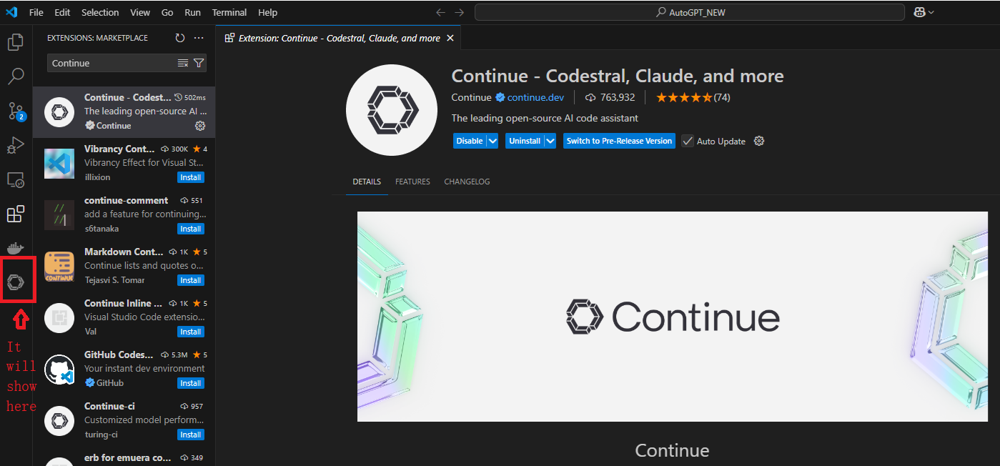 File Edit Selection View Go Run Terminal Help
AutoGPT_NEW
EXTENSIONS: MARKETPLACE
Continue
2
Continue - Codest... 502ms
The leading open-source AI ...
Continue
Vibrancy Cont... 300K 4
Vibrancy Effect for Visual St...
illixion
Install
continue-comment 551
add a feature for continuing...
s6tanaka
Install
Markdown Cont... 1K 5
Continue lists and quotes o...
Tejasvi S. Tomar
Install
CONTINUE
Continue Inline ... 1K 5
Visual Studio Code extensio...
Val
Install
GitHub Codes... 5.3M 5
Your instant dev environment
GitHub
Install
Continue-ci 957
Customized model perform...
turing-ci
Install
erb for emuera co... 349
It
will
show
here
Extension: Continue - Codestral, Claude, and more
Continue - Codestral, Claude, and more
Continue continue.dev 763,932 (74)
The leading open-source AI code assistant
Disable Uninstall Switch to Pre-Release Version Auto Update
DETAILS FEATURES CHANGELOG
Continue
Continue